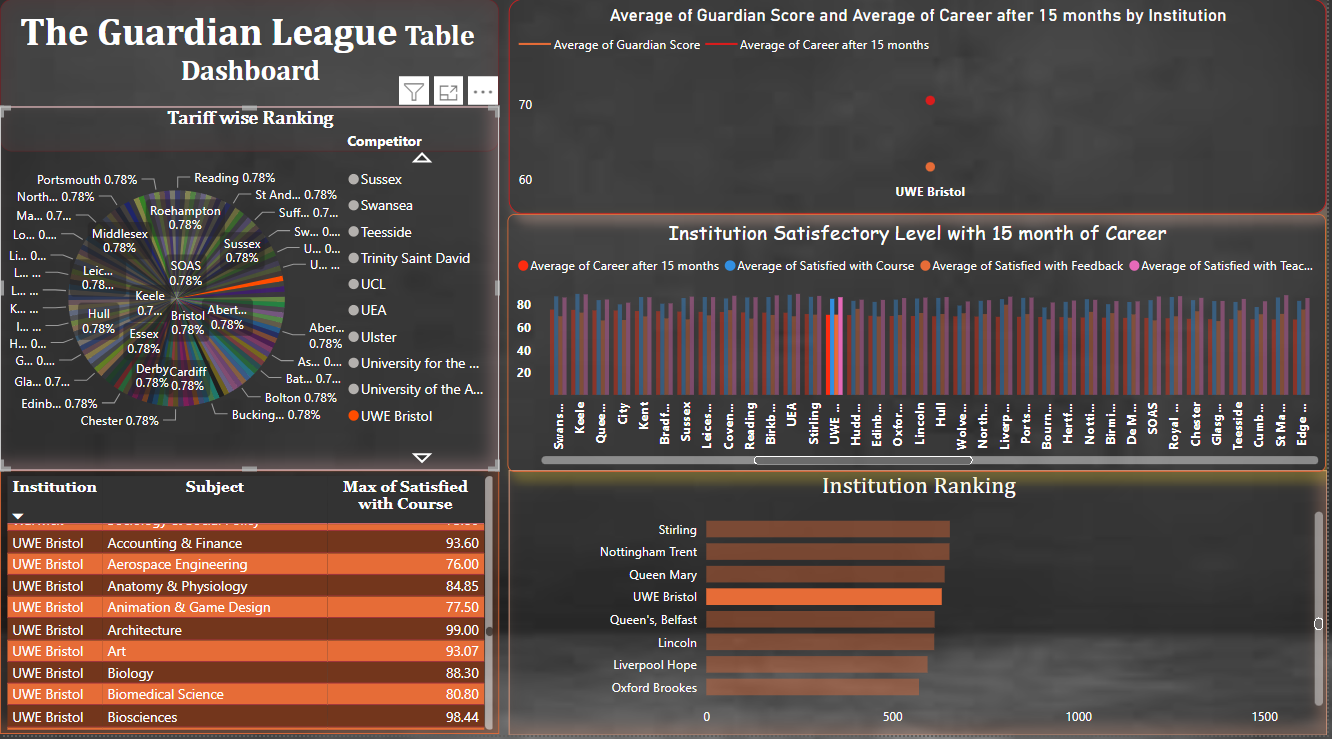 The Guardian League Table
Dashboard
Tariff wise Ranking
Competitor
Portsmouth 0.78%
Reading 0.78%
North... 0.78%
St And... 0.78%
Ma... 0.7...
Roehampton
0.78%
Suff... 0.7...
Lo... 0....
Middlesex
0.78%
Sussex
0.78%
Sw... 0....
Li... 0...
U... 0...
L... ...
Leic...
0.78...
SOAS
0.78%
U... ...
L... ...
Keele
0.7...
K... ...
Hull
0.78%
Bristol
0.78%
Abert...
0.78%
I... ...
Essex
0.78%
Aber...
0.78%
H... 0....
G... 0....
As... 0....
Gla... 0.7...
Derby
0.78%
Cardiff
0.78%
Bat... 0.7...
Edinb... 0.78%
Bolton 0.78%
Chester 0.78%
Bucking... 0.78%
Sussex
Swansea
Teesside
Trinity Saint David
UCL
UEA
Ulster
University for the ...
University of the A...
UWE Bristol
Institution Subject Max of Satisfied
with Course
UWE Bristol Accounting & Finance 93.60
UWE Bristol Aerospace Engineering 76.00
UWE Bristol Anatomy & Physiology 84.85
UWE Bristol Animation & Game Design 77.50
UWE Bristol Architecture 99.00
UWE Bristol Art 93.07
UWE Bristol Biology 88.30
UWE Bristol Biomedical Science 80.80
UWE Bristol Biosciences 98.44
Average of Guardian Score and Average of Career after 15 months by Institution
Average of Guardian Score Average of Career after 15 months
70
60
UWE Bristol
Institution Satisfectory Level with 15 month of Career
Average of Career after 15 months Average of Satisfied with Course Average of Satisfied with Feedback Average of Satisfied with Teac...
80
60
40
20
Swans...
Keele
Quee...
City
Kent
Bradf...
Sussex
Leices...
Coven...
Reading
Birkb...
UEA
Stirling
UWE ...
Hudd...
Edinb...
Oxfor...
Lincoln
Hull
Wolve...
North...
Liverp...
Ports...
Bourn...
Hertf...
Notti...
Birmi...
De M...
SOAS
Royal ...
Chester
Glasg...
Teesside
Cumb...
St Ma...
Edge ...
Institution Ranking
Stirling
Nottingham Trent
Queen Mary
UWE Bristol
Queen's, Belfast
Lincoln
Liverpool Hope
Oxford Brookes
0 500 1000 1500